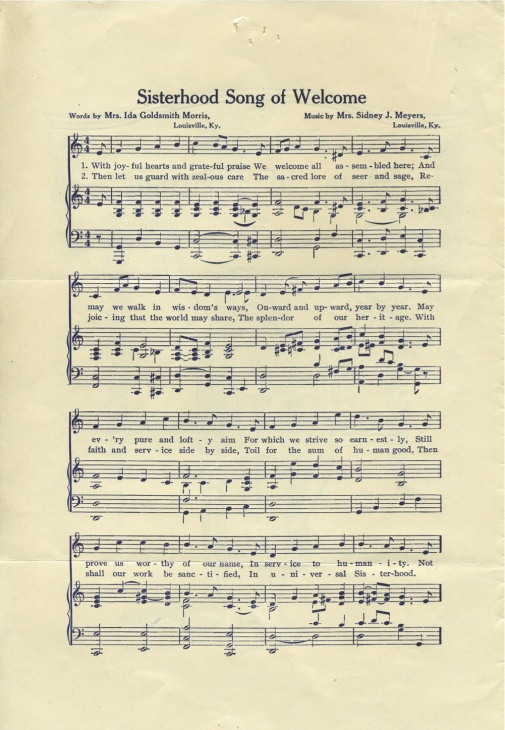 Sisterhood Song of Welcome
Words by Mrs. Ida Goldsmith Morris,
Louisville, Ky.
Music by Mrs. Sidney J. Meyers,
Louisville, Ky.
1. With joy-ful hearts and grate-ful praise We welcome all as-sem-bled here; And
2. Then let us guard with zeal-ous care The sa-cred lore of seer and sage, Re-
may we walk in wis-dom's ways, On-ward and up-ward, year by year. May
joic-ing that the world may share, The splen-dor of our her-it-age. With
ev-'ry pure and loft-y aim For which we strive so earn-est-ly, Still
faith and serv-ice side by side, Toil for the sum of hu-man good, Then
prove us wor-thy of our name, In serv-ice to hu-man-i-ty. Not
shall our work be sanc-ti-fied, In u-ni-ver-sal Sis-ter-hood.